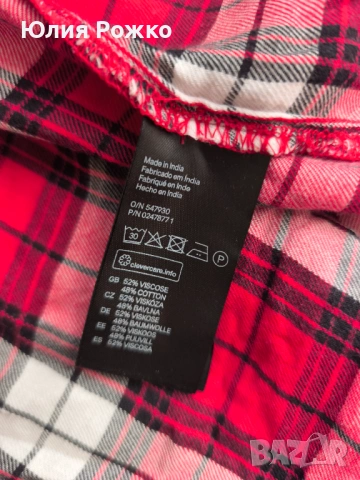 Юлия Рожко
Made in India
Fabricado em India
Fabriqué en Inde
Hecho en India
O/N 547930
P/N 02478771
30
P
clevercare.info
GB 52% VISCOSE
48% COTTON
CZ 52% VISKÓZA
48% BAVLNA
DE 52% VISKOSE
48% BAUMWOLLE
EE 52% VISKOOS
48% PUUVILL
ES 52% VISCOSA
BAZAR